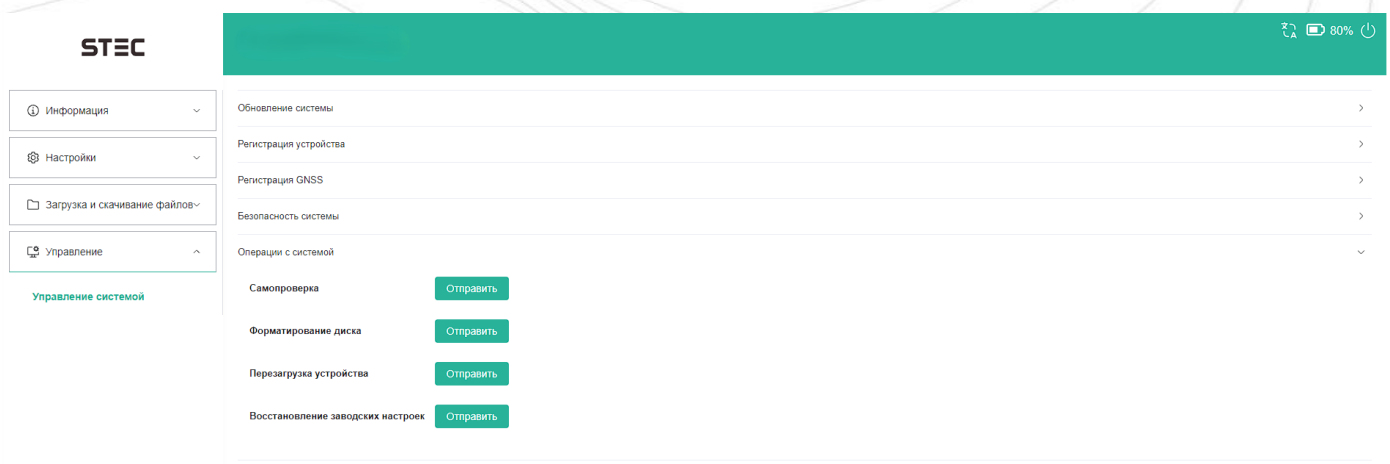 STEC
80%
Информация
Настройки
Загрузка и скачивание файлов
Управление
Управление системой
Обновление системы
Регистрация устройства
Регистрация GNSS
Безопасность системы
Операции с системой
Самопроверка Отправить
Форматирование диска Отправить
Перезагрузка устройства Отправить
Восстановление заводских настроек Отправить